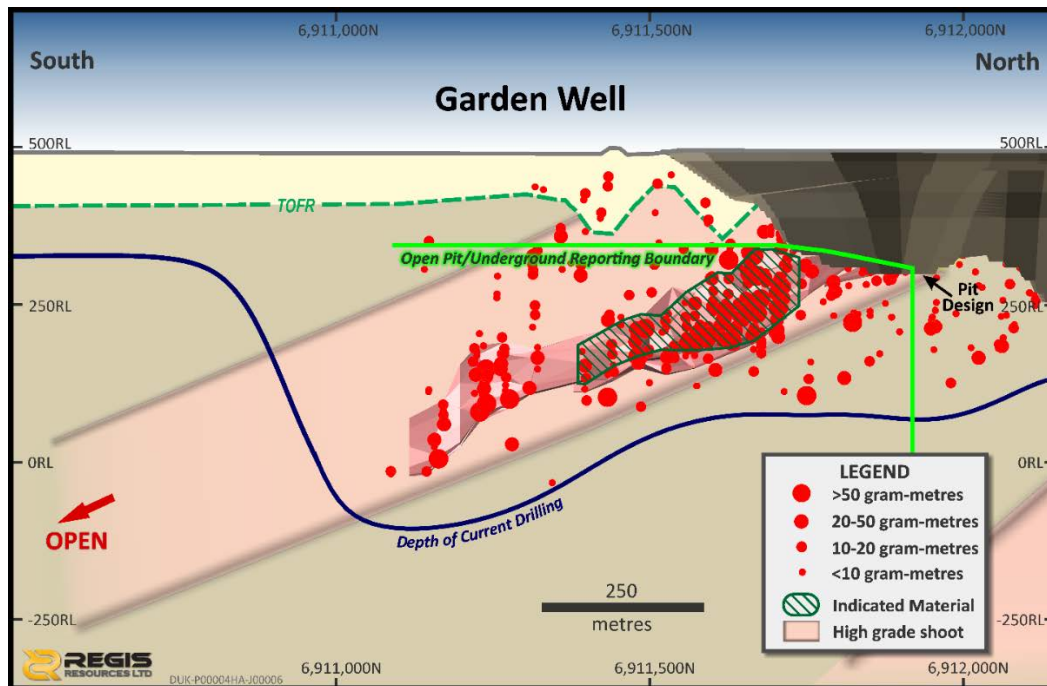 6,911,000N
6,911,500N
6,912,000N
South
North
Garden Well
500RL
500RL
TOFR
Open Pit/Underground Reporting Boundary
Pit
Design
250RL
250RL
0RL
0RL
Depth of Current Drilling
OPEN
250
metres
-250RL
-250RL
LEGEND
>50 gram-metres
20-50 gram-metres
10-20 gram-metres
<10 gram-metres
Indicated Material
High grade shoot
REGIS
RESOURCES LTD
DUK-P00004HA-J00006
6,911,000N
6,911,500N
6,912,000N